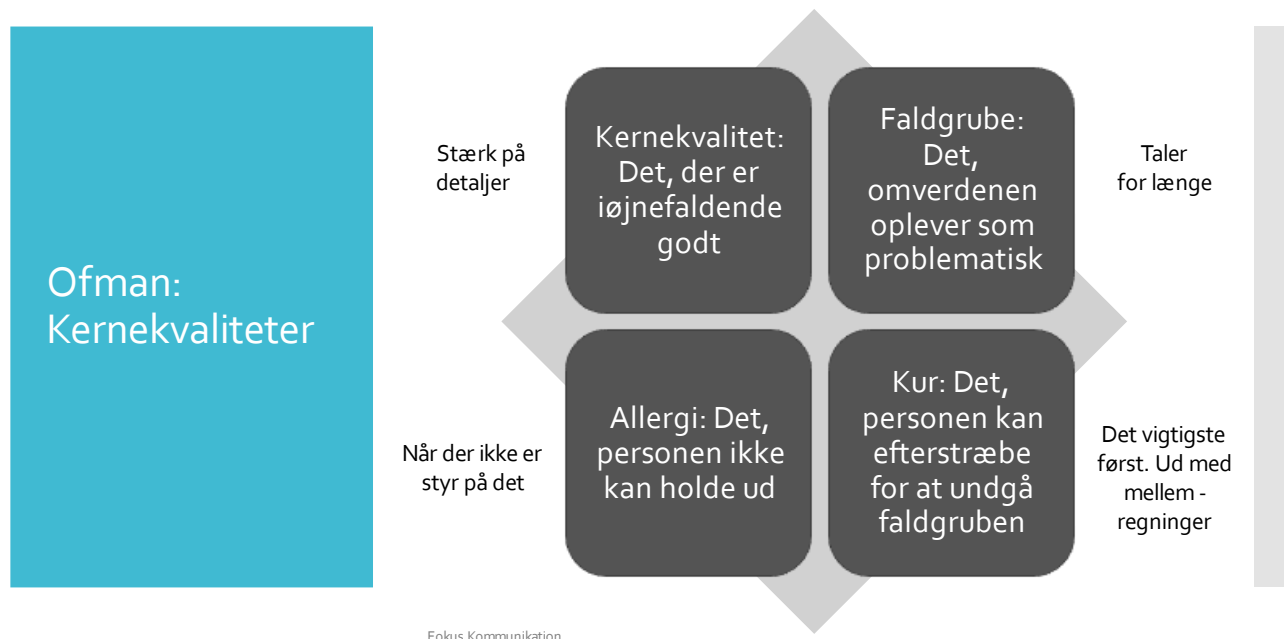 Ofman:
Kernekvaliteter
Stærk på
detaljer
Kernekvalitet:
Det, der er
iøjnefaldende
godt
Faldgrube:
Det,
omverdenen
oplever som
problematisk
Taler
for længe
Når der ikke er
styr på det
Allergi: Det,
personen ikke
kan holde ud
Kur: Det,
personen kan
efterstræbe
for at undgå
faldgruben
Det vigtigste
først. Ud med
mellem -
regninger
Fokus Kommunikation